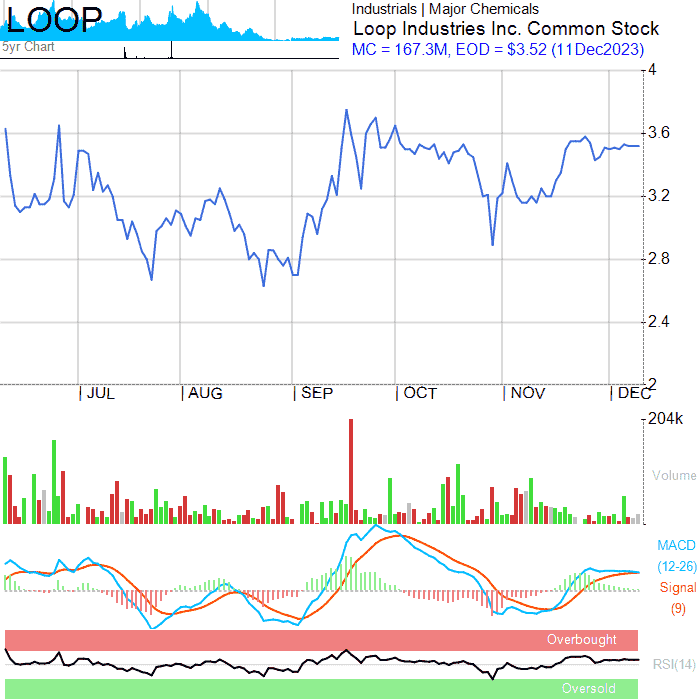 LOOP
5yr Chart
Industrials | Major Chemicals
Loop Industries Inc. Common Stock
MC = 167.3M, EOD = $3.52 (11Dec2023)
4
3.6
3.2
2.8
2.4
2
| JUL | AUG | SEP | OCT | NOV | DEC
204k
Volume
MACD
(12-26)
Signal
(9)
Overbought
RSI(14)
Oversold